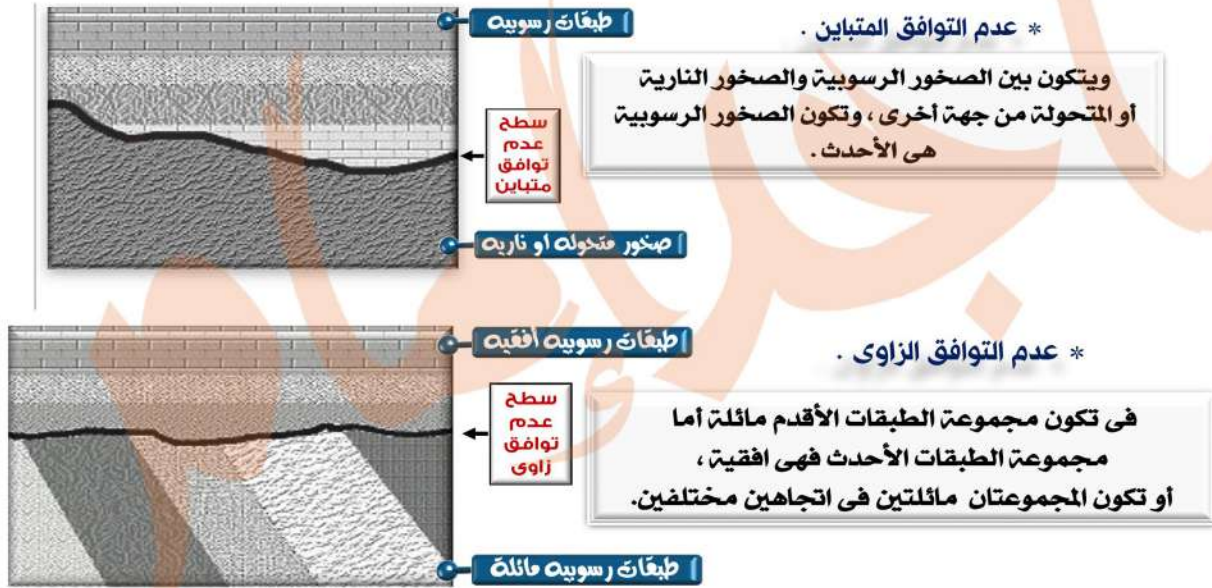 * عدم التوافق المتباين .
ويتكون بين الصخور الرسوبية والصخور النارية
أو المتحولة من جهة أخرى ، وتكون الصخور الرسوبية
هى الأحدث .
طبقات رسوبيه
سطح
عدم
توافق
متباين
صخور متحوله او ناريه
* عدم التوافق الزاوى .
فى تكون مجموعة الطبقات الأقدم مائلة أما
مجموعة الطبقات الأحدث فهى افقية ،
أو تكون المجموعتان مائلتين فى اتجاهين مختلفين.
طبقات رسوبيه أفقيه
سطح
عدم
توافق
زاوى
طبقات رسوبيه مائلة